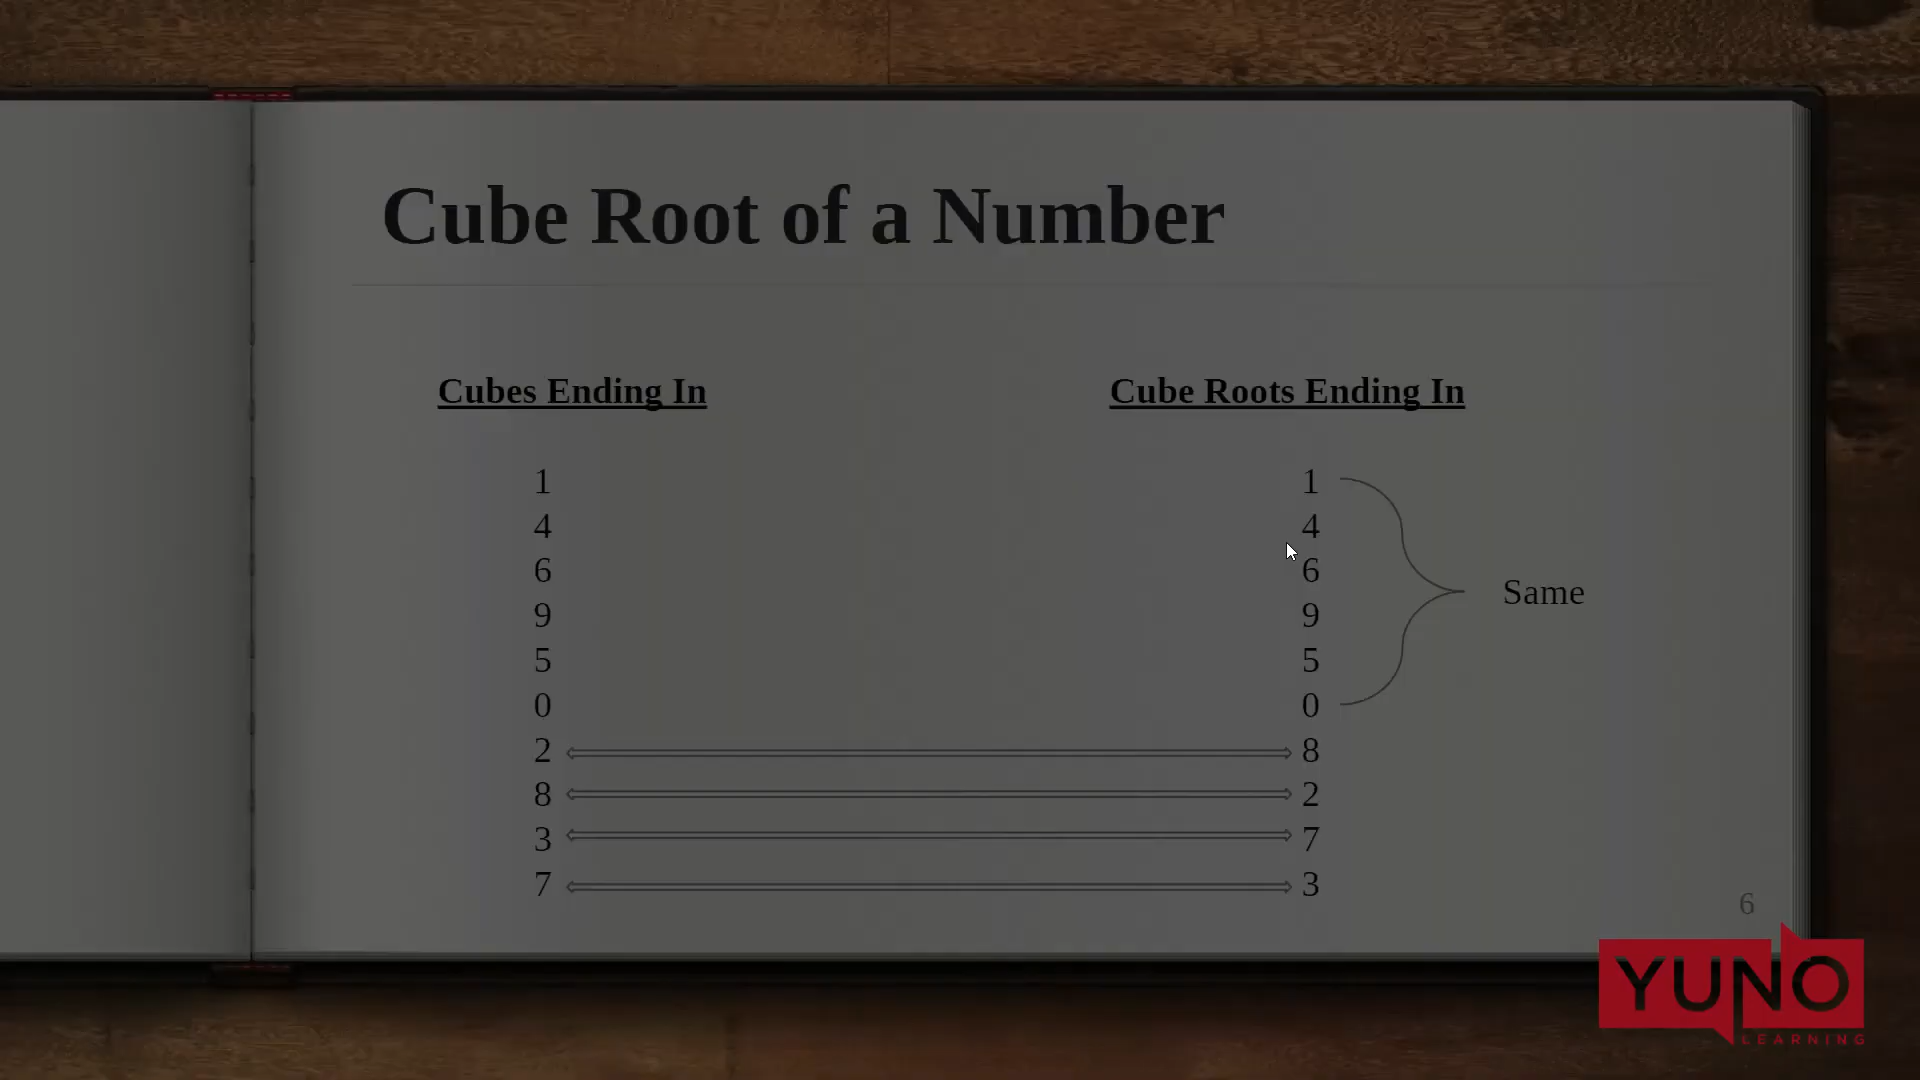 Cube Root of a Number
Cubes Ending In
Cube Roots Ending In
1 1
4 4
6 6
Same
9 9
5 5
0 0
2 8
8 2
3 7
7 3
6
YUNO
LEARNING